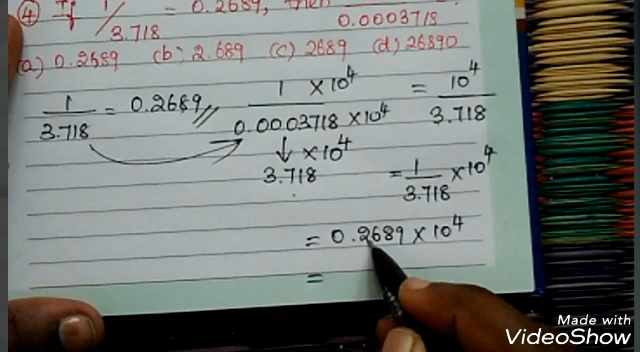 ④ If 1/3.718 = 0.2689, then 0.0003718
(a) 0.2689 (b) 2.689 (c) 2689 (d) 26890
1/3.718 = 0.2689,, 1 × 10⁴ / 0.0003718 × 10⁴ = 10⁴/3.718
↓ × 10⁴
3.718 = 1/3.718 × 10⁴
= 0.2689 × 10⁴
=
Made with
VideoShow